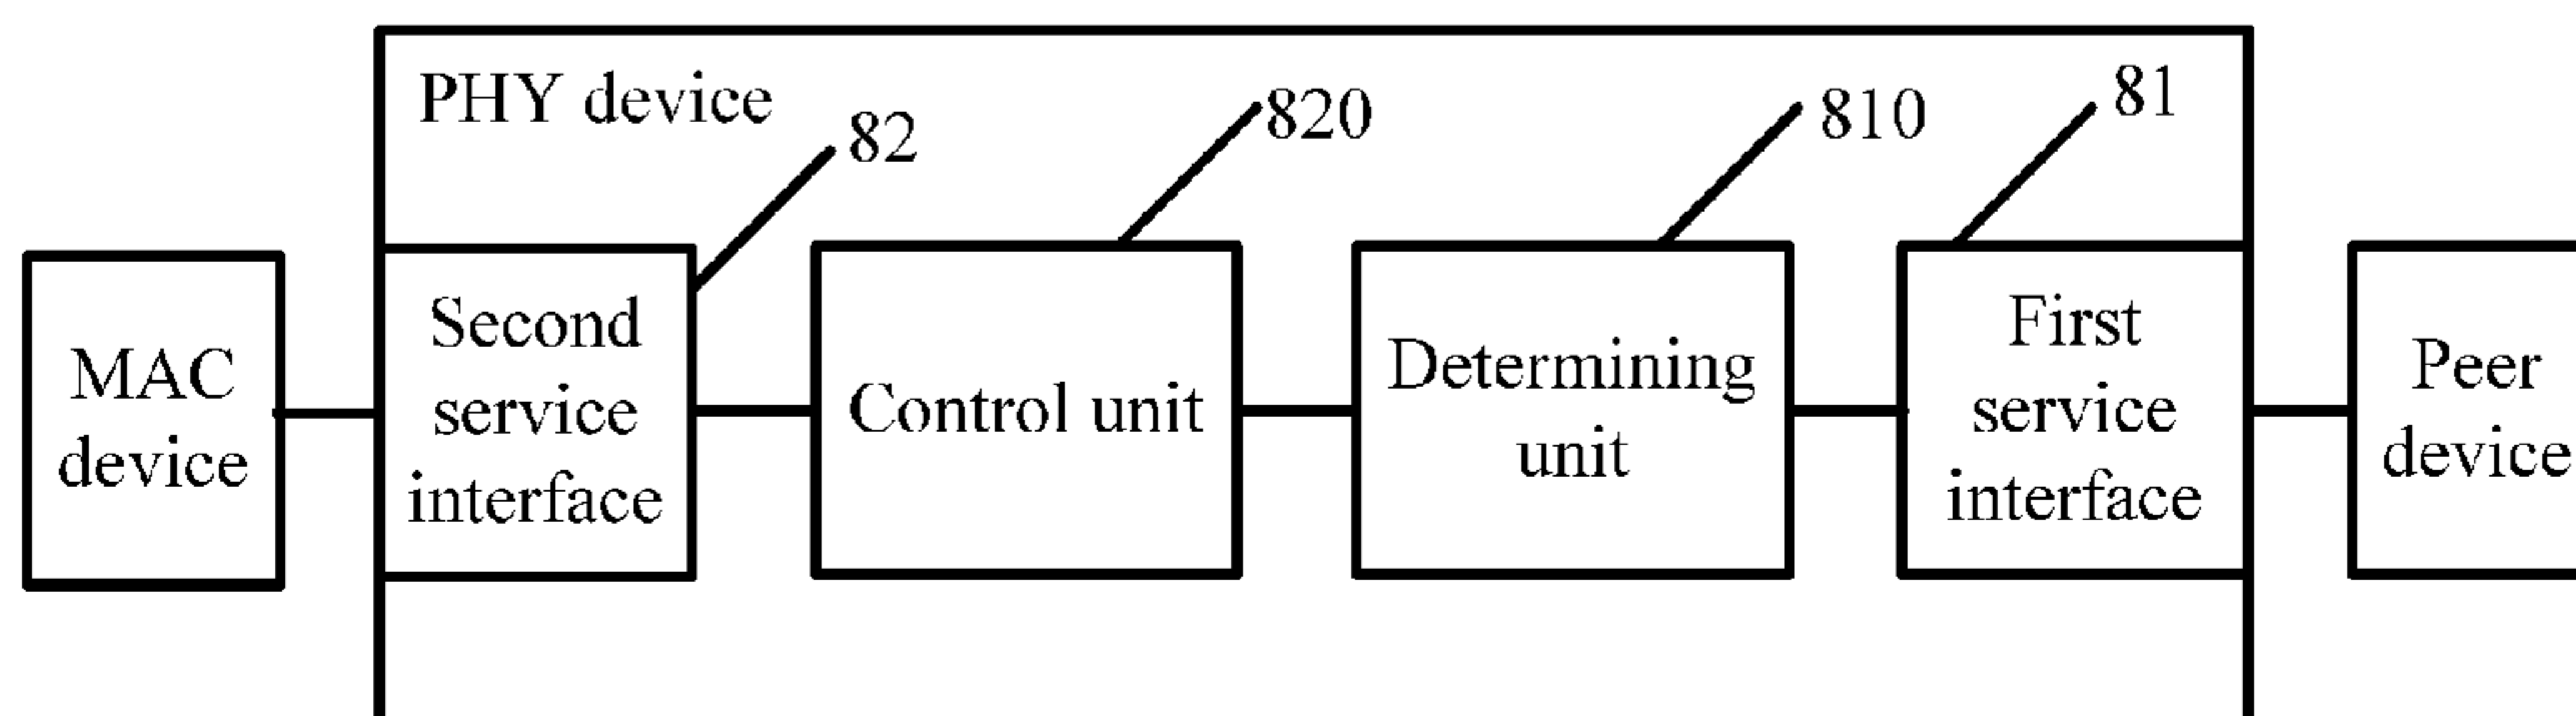 PHY device
82
820
810
81
MAC
device
Second
service
interface
Control unit
Determining
unit
First
service
interface
Peer
device